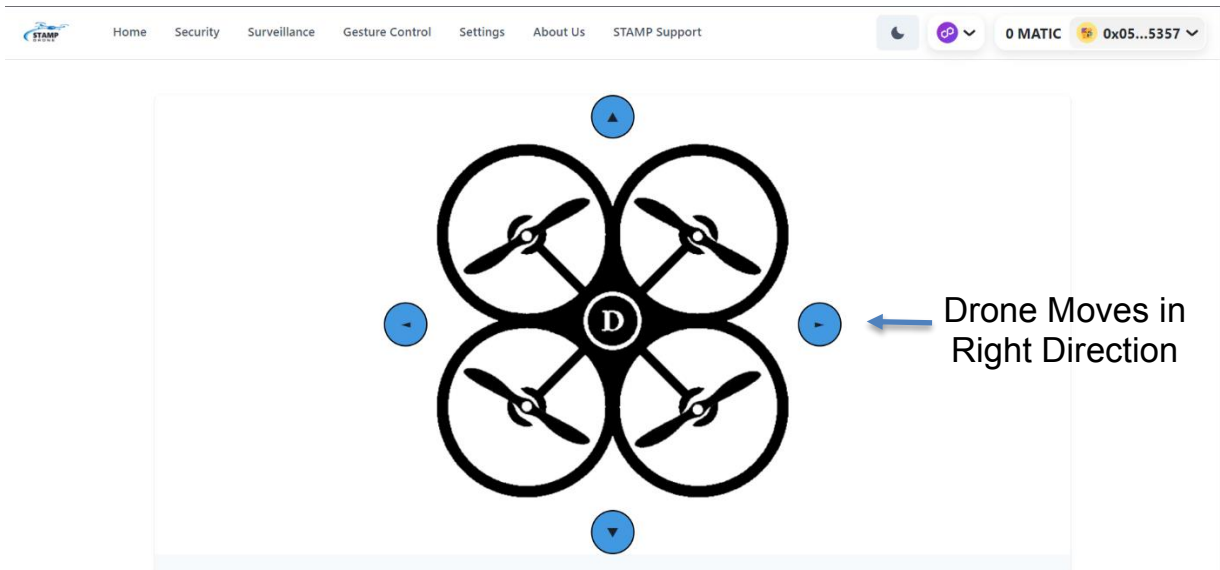 STAMP
DRONE
Home Security Surveillance Gesture Control Settings About Us STAMP Support
0 MATIC 0x05...5357
D
Drone Moves in
Right Direction